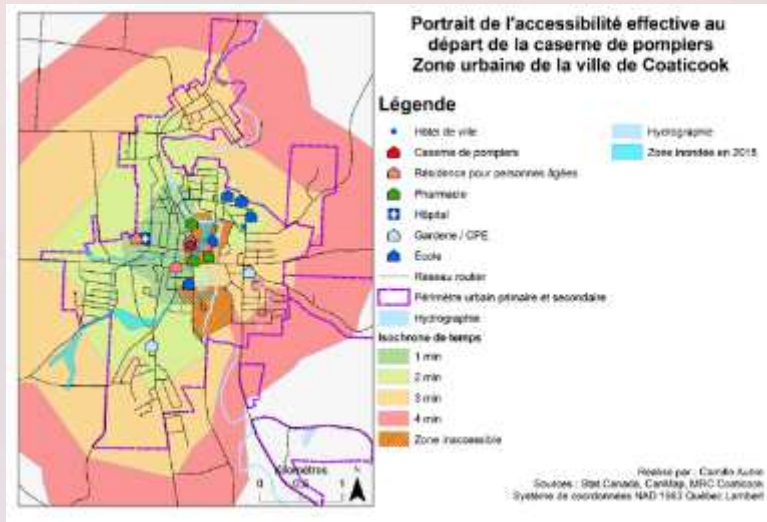 Portrait de l'accessibilité effective au
départ de la caserne de pompiers
Zone urbaine de la ville de Coaticook
Légende
Hôtel de ville
Caserne de pompiers
Résidence pour personnes âgées
Pharmacie
Hôpital
Garderie / CPE
École
Réseau routier
Périmètre urbain primaire et secondaire
Hydrographie
Isochrone de temps
1 min
2 min
3 min
4 min
Zone inaccessible
Hydrographie
Zone inondée en 2015
Kilomètres
0 0,5 1
N
Réalisé par : Camille
Sources : Stat Canada, CanMap, MRC Coaticook
Système de coordonnées NAD 1983 Québec Lambert